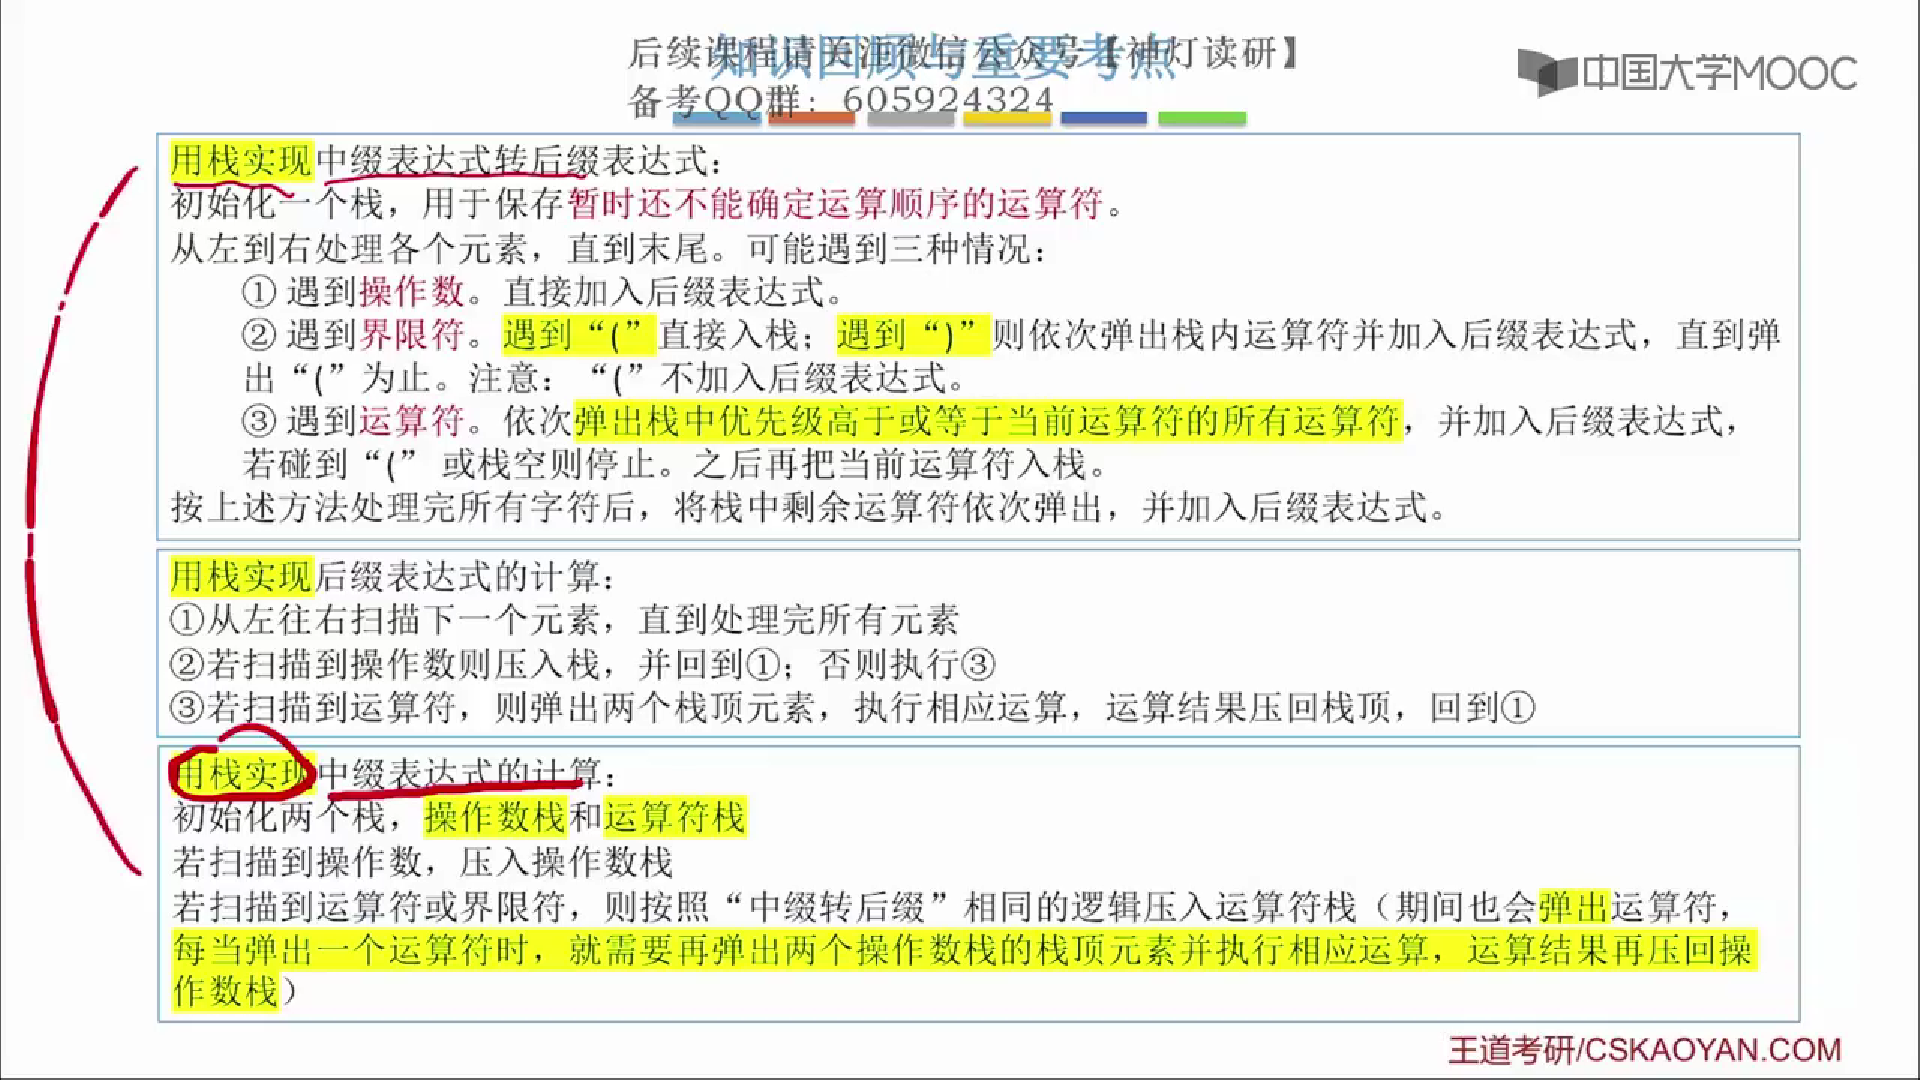 后续课程请关注微信公众号【神灯读研】
知识回顾与重要考点
备考QQ群：605924324
中国大学MOOC
用栈实现中缀表达式转后缀表达式：
初始化一个栈，用于保存暂时还不能确定运算顺序的运算符。
从左到右处理各个元素，直到末尾。可能遇到三种情况：
① 遇到操作数。直接加入后缀表达式。
② 遇到界限符。遇到“(”直接入栈；遇到“)”则依次弹出栈内运算符并加入后缀表达式，直到弹
出“(”为止。注意：“(”不加入后缀表达式。
③ 遇到运算符。依次弹出栈中优先级高于或等于当前运算符的所有运算符，并加入后缀表达式，
若碰到“(” 或栈空则停止。之后再把当前运算符入栈。
按上述方法处理完所有字符后，将栈中剩余运算符依次弹出，并加入后缀表达式。
用栈实现后缀表达式的计算：
①从左往右扫描下一个元素，直到处理完所有元素
②若扫描到操作数则压入栈，并回到①；否则执行③
③若扫描到运算符，则弹出两个栈顶元素，执行相应运算，运算结果压回栈顶，回到①
用栈实现中缀表达式的计算：
初始化两个栈，操作数栈和运算符栈
若扫描到操作数，压入操作数栈
若扫描到运算符或界限符，则按照“中缀转后缀”相同的逻辑压入运算符栈（期间也会弹出运算符，
每当弹出一个运算符时，就需要再弹出两个操作数栈的栈顶元素并执行相应运算，运算结果再压回操
作数栈）
王道考研/CSKAOYAN.COM